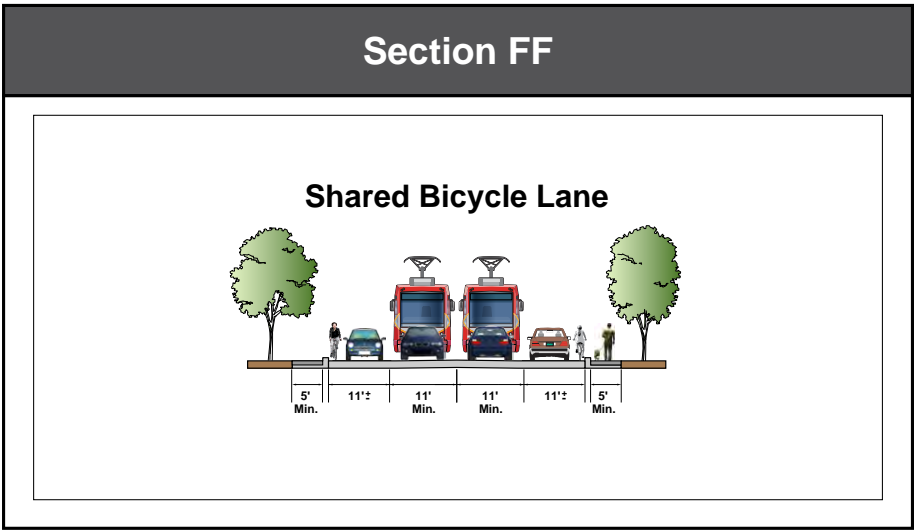 Section FF
Shared Bicycle Lane
5' 11'± 11' 11' 11'± 5'
Min. Min. Min. Min.